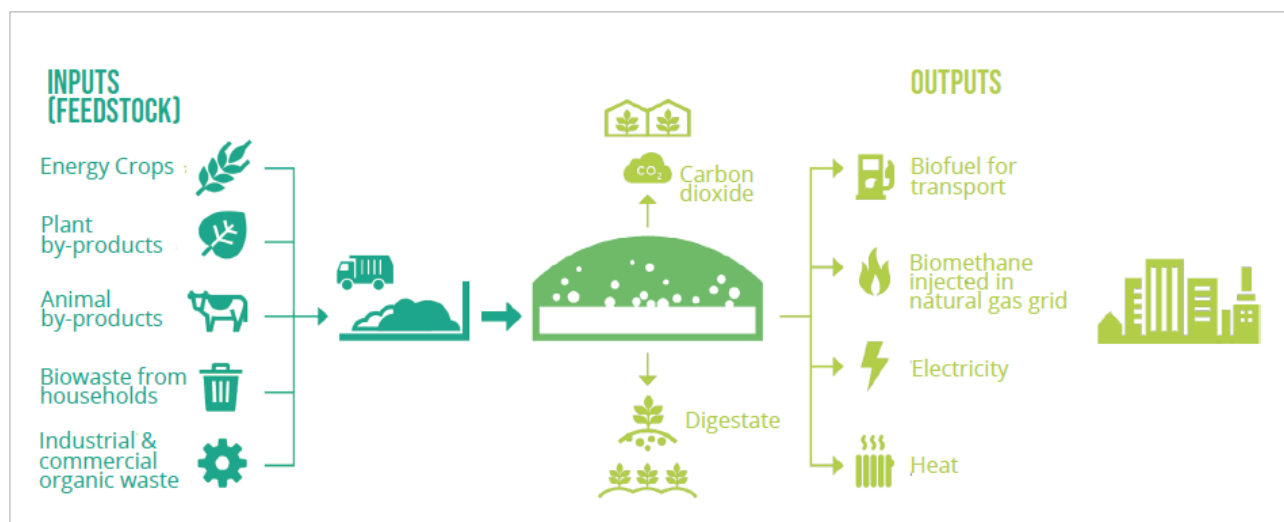 INPUTS
(FEEDSTOCK)
Energy Crops
Plant
by-products
Animal
by-products
Biowaste from
households
Industrial &
commercial
organic waste
CO₂
Carbon
dioxide
Digestate
OUTPUTS
Biofuel for
transport
Biomethane
injected in
natural gas grid
Electricity
Heat